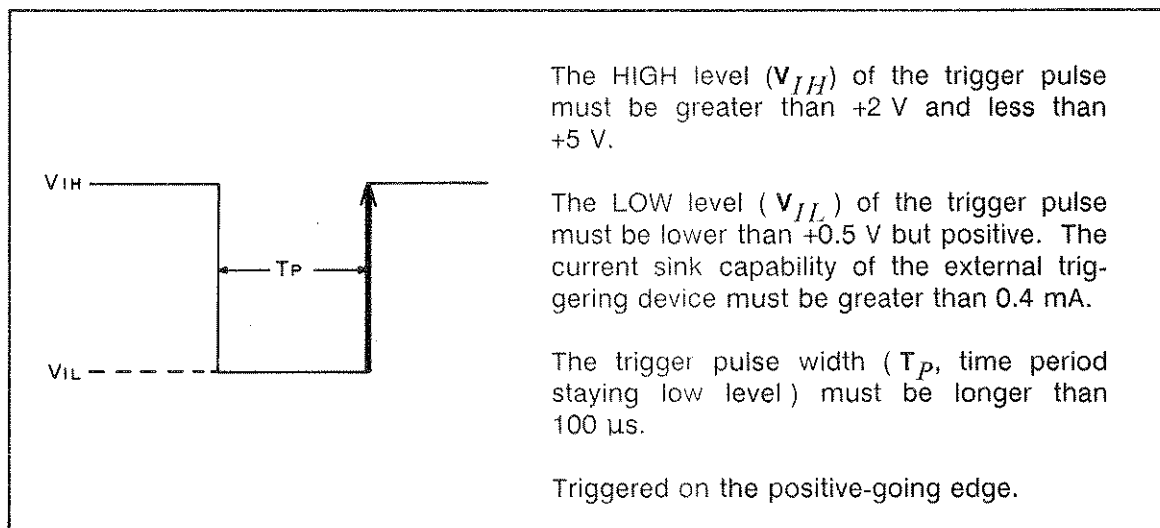 The HIGH level (V_IH) of the trigger pulse
must be greater than +2 V and less than
+5 V.
VIH
The LOW level ( V_IL ) of the trigger pulse
must be lower than +0.5 V but positive. The
current sink capability of the external trig-
gering device must be greater than 0.4 mA.
TP
VIL
The trigger pulse width ( T_P, time period
staying low level ) must be longer than
100 µs.
Triggered on the positive-going edge.